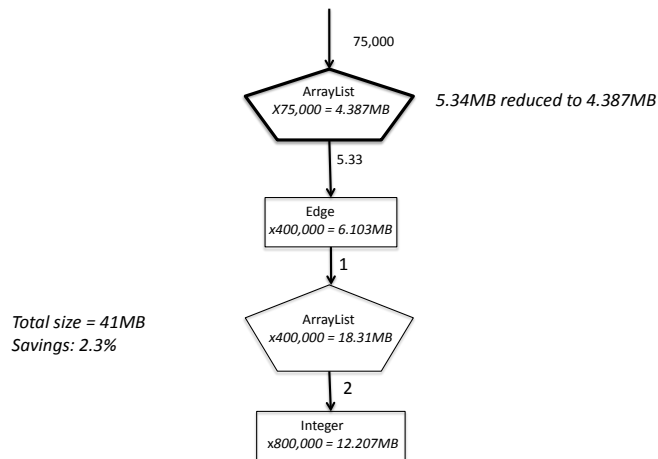 75,000
ArrayList
X75,000 = 4.387MB
5.34MB reduced to 4.387MB
5.33
Edge
x400,000 = 6.103MB
1
Total size = 41MB
Savings: 2.3%
ArrayList
x400,000 = 18.31MB
2
Integer
x800,000 = 12.207MB